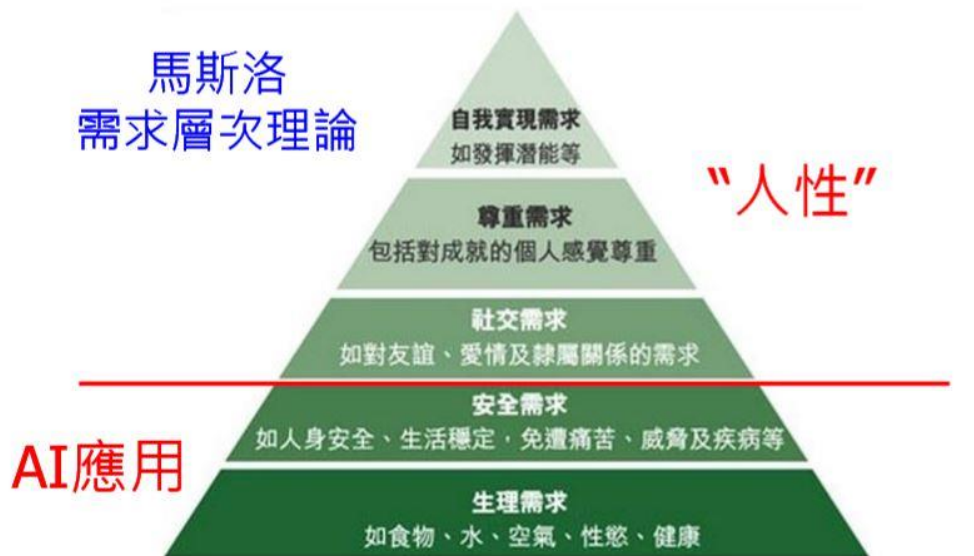 馬斯洛
需求層次理論
自我實現需求
如發揮潛能等
“人性”
尊重需求
包括對成就的個人感覺尊重
社交需求
如對友誼、愛情及隸屬關係的需求
安全需求
如人身安全、生活穩定，免遭痛苦、威脅及疾病等
AI應用
生理需求
如食物、水、空氣、性慾、健康